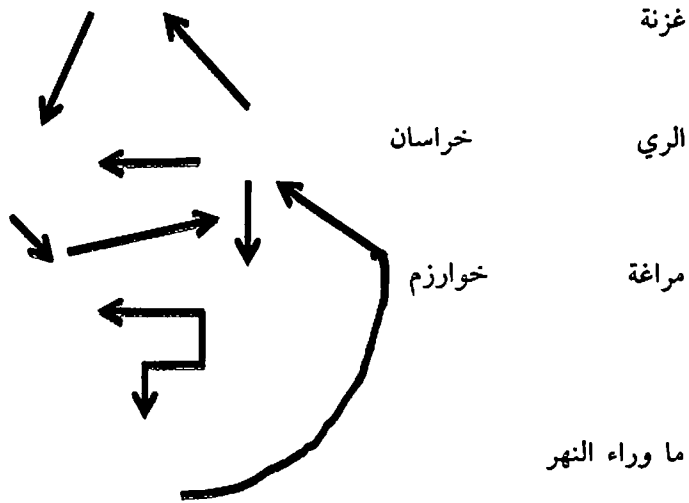 غزنة
الري خراسان
مراغة خوارزم
ما وراء النهر